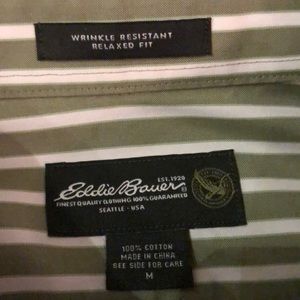 WRINKLE RESISTANT
RELAXED FIT
EST. 1920
Eddie Bauer®
FINEST QUALITY CLOTHING 100% GUARANTEED
SEATTLE · USA
100% COTTON
MADE IN CHINA
SEE SIDE FOR CARE
M